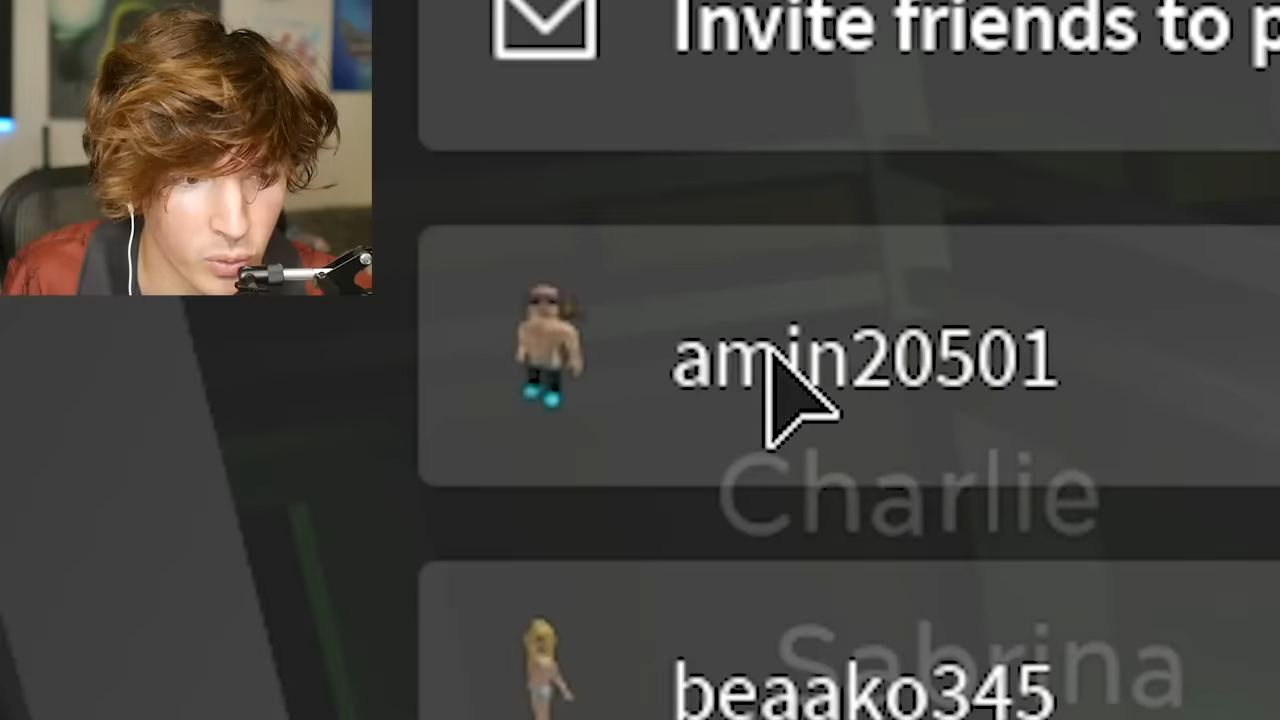 Invite friends to p
amin20501
Charlie
Sabrina
beaako345